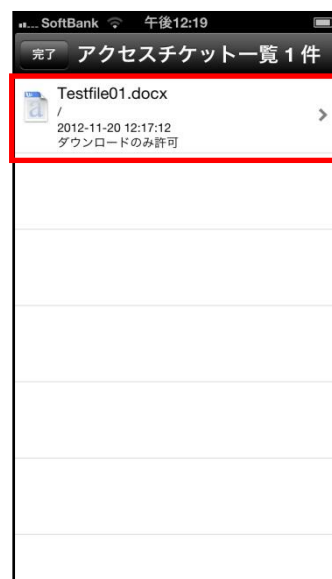 SoftBank 午後12:19
完了 アクセスチケット一覧 1 件
Testfile01.docx
/
2012-11-20 12:17:12
ダウンロードのみ許可